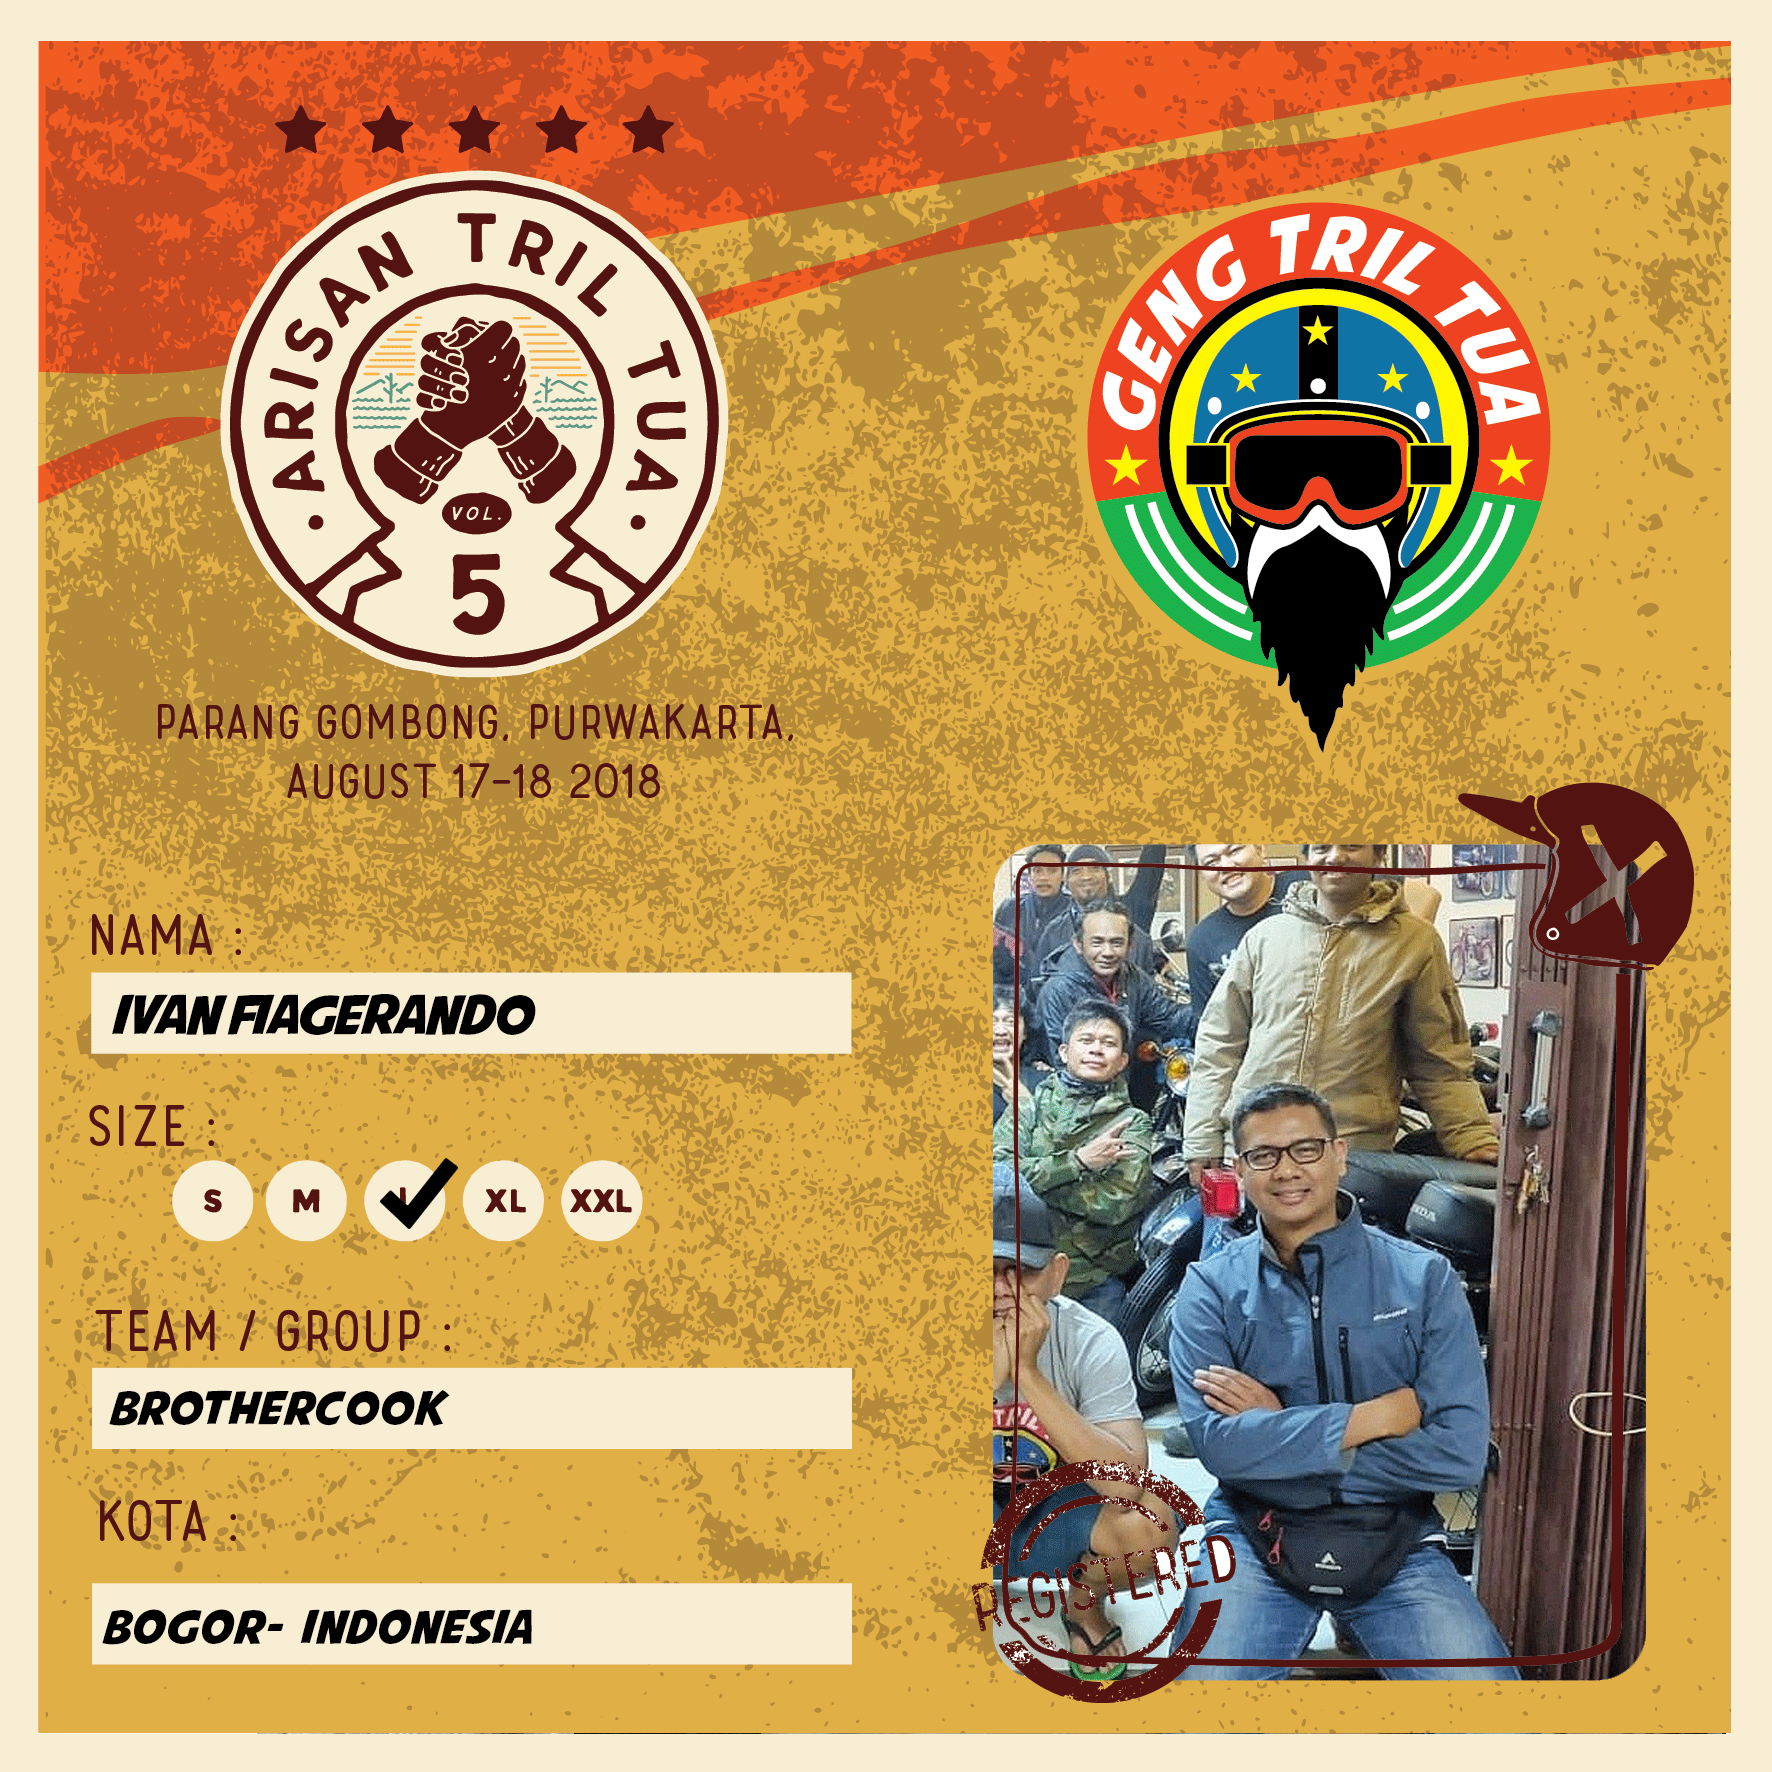 ARISAN TRIL TUA
VOL.
5
GENG TRIL TUA
PARANG GOMBONG, PURWAKARTA,
AUGUST 17-18 2018
NAMA :
IVAN FIAGERANDO
SIZE :
S M L XL XXL
TEAM / GROUP :
BROTHERCOOK
KOTA :
BOGOR- INDONESIA
REGISTERED